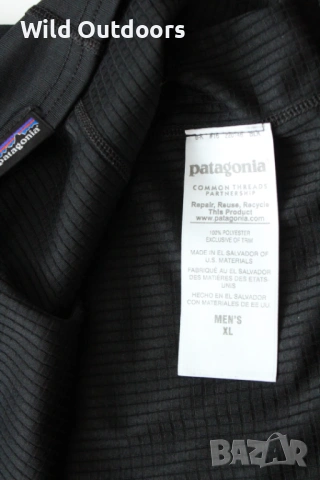 Wild Outdoors
patagonia
patagonia
COMMON THREADS
PARTNERSHIP
Repair, Reuse, Recycle
This Product
www.patagonia.com
100% POLYESTER
EXCLUSIVE OF TRIM
MADE IN EL SALVADOR OF
U.S. MATERIALS
FABRIQUÉ AU EL SALVADOR
DES MATIÈRES DES ÉTATS,
UNIS
HECHO EN EL SALVADOR
CON MATERIALES DE EE.UU.
MEN'S
XL
BAZAR